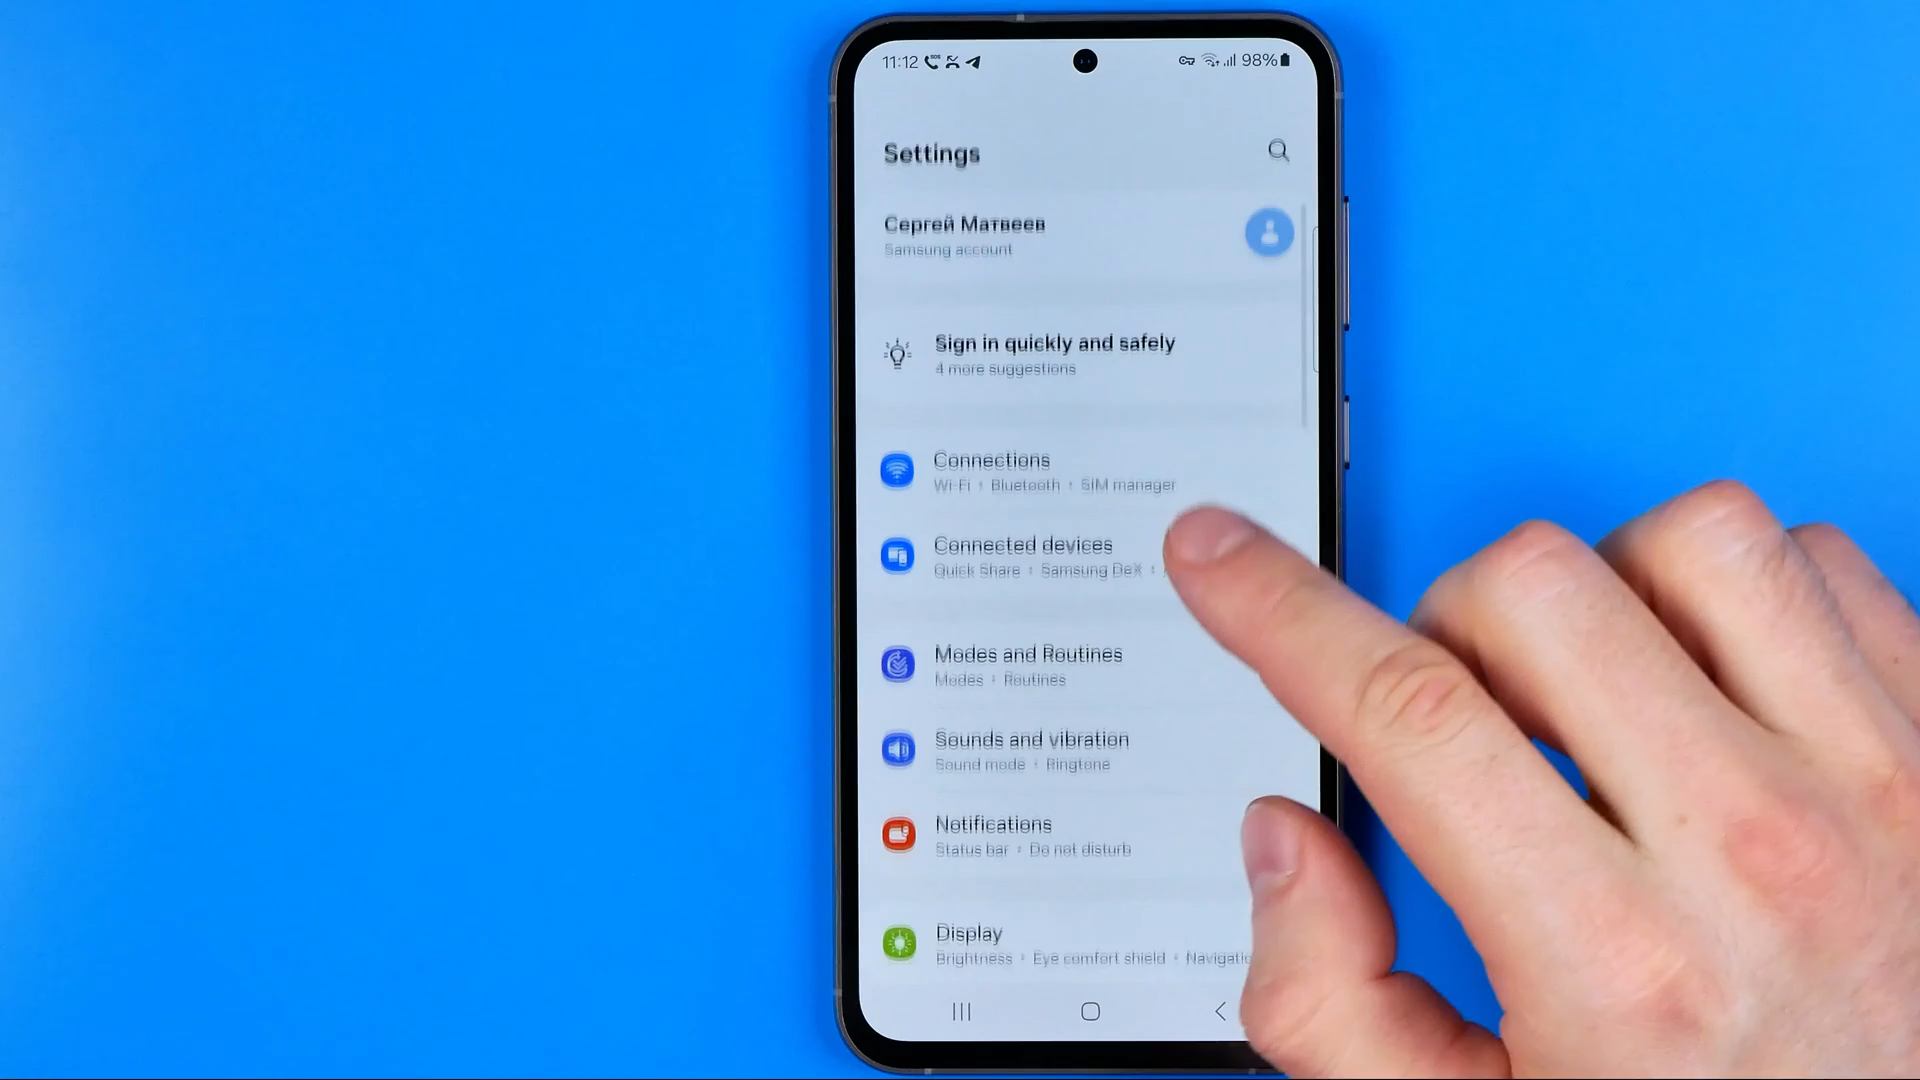 11:12 98%
Settings
Сергей Матвеев
Samsung account
Sign in quickly and safely
4 more suggestions
Connections
Wi-Fi • Bluetooth • SIM manager
Connected devices
Quick Share • Samsung DeX •
Modes and Routines
Modes • Routines
Sounds and vibration
Sound mode • Ringtone
Notifications
Status bar • Do not disturb
Display
Brightness • Eye comfort shield • Navigatio